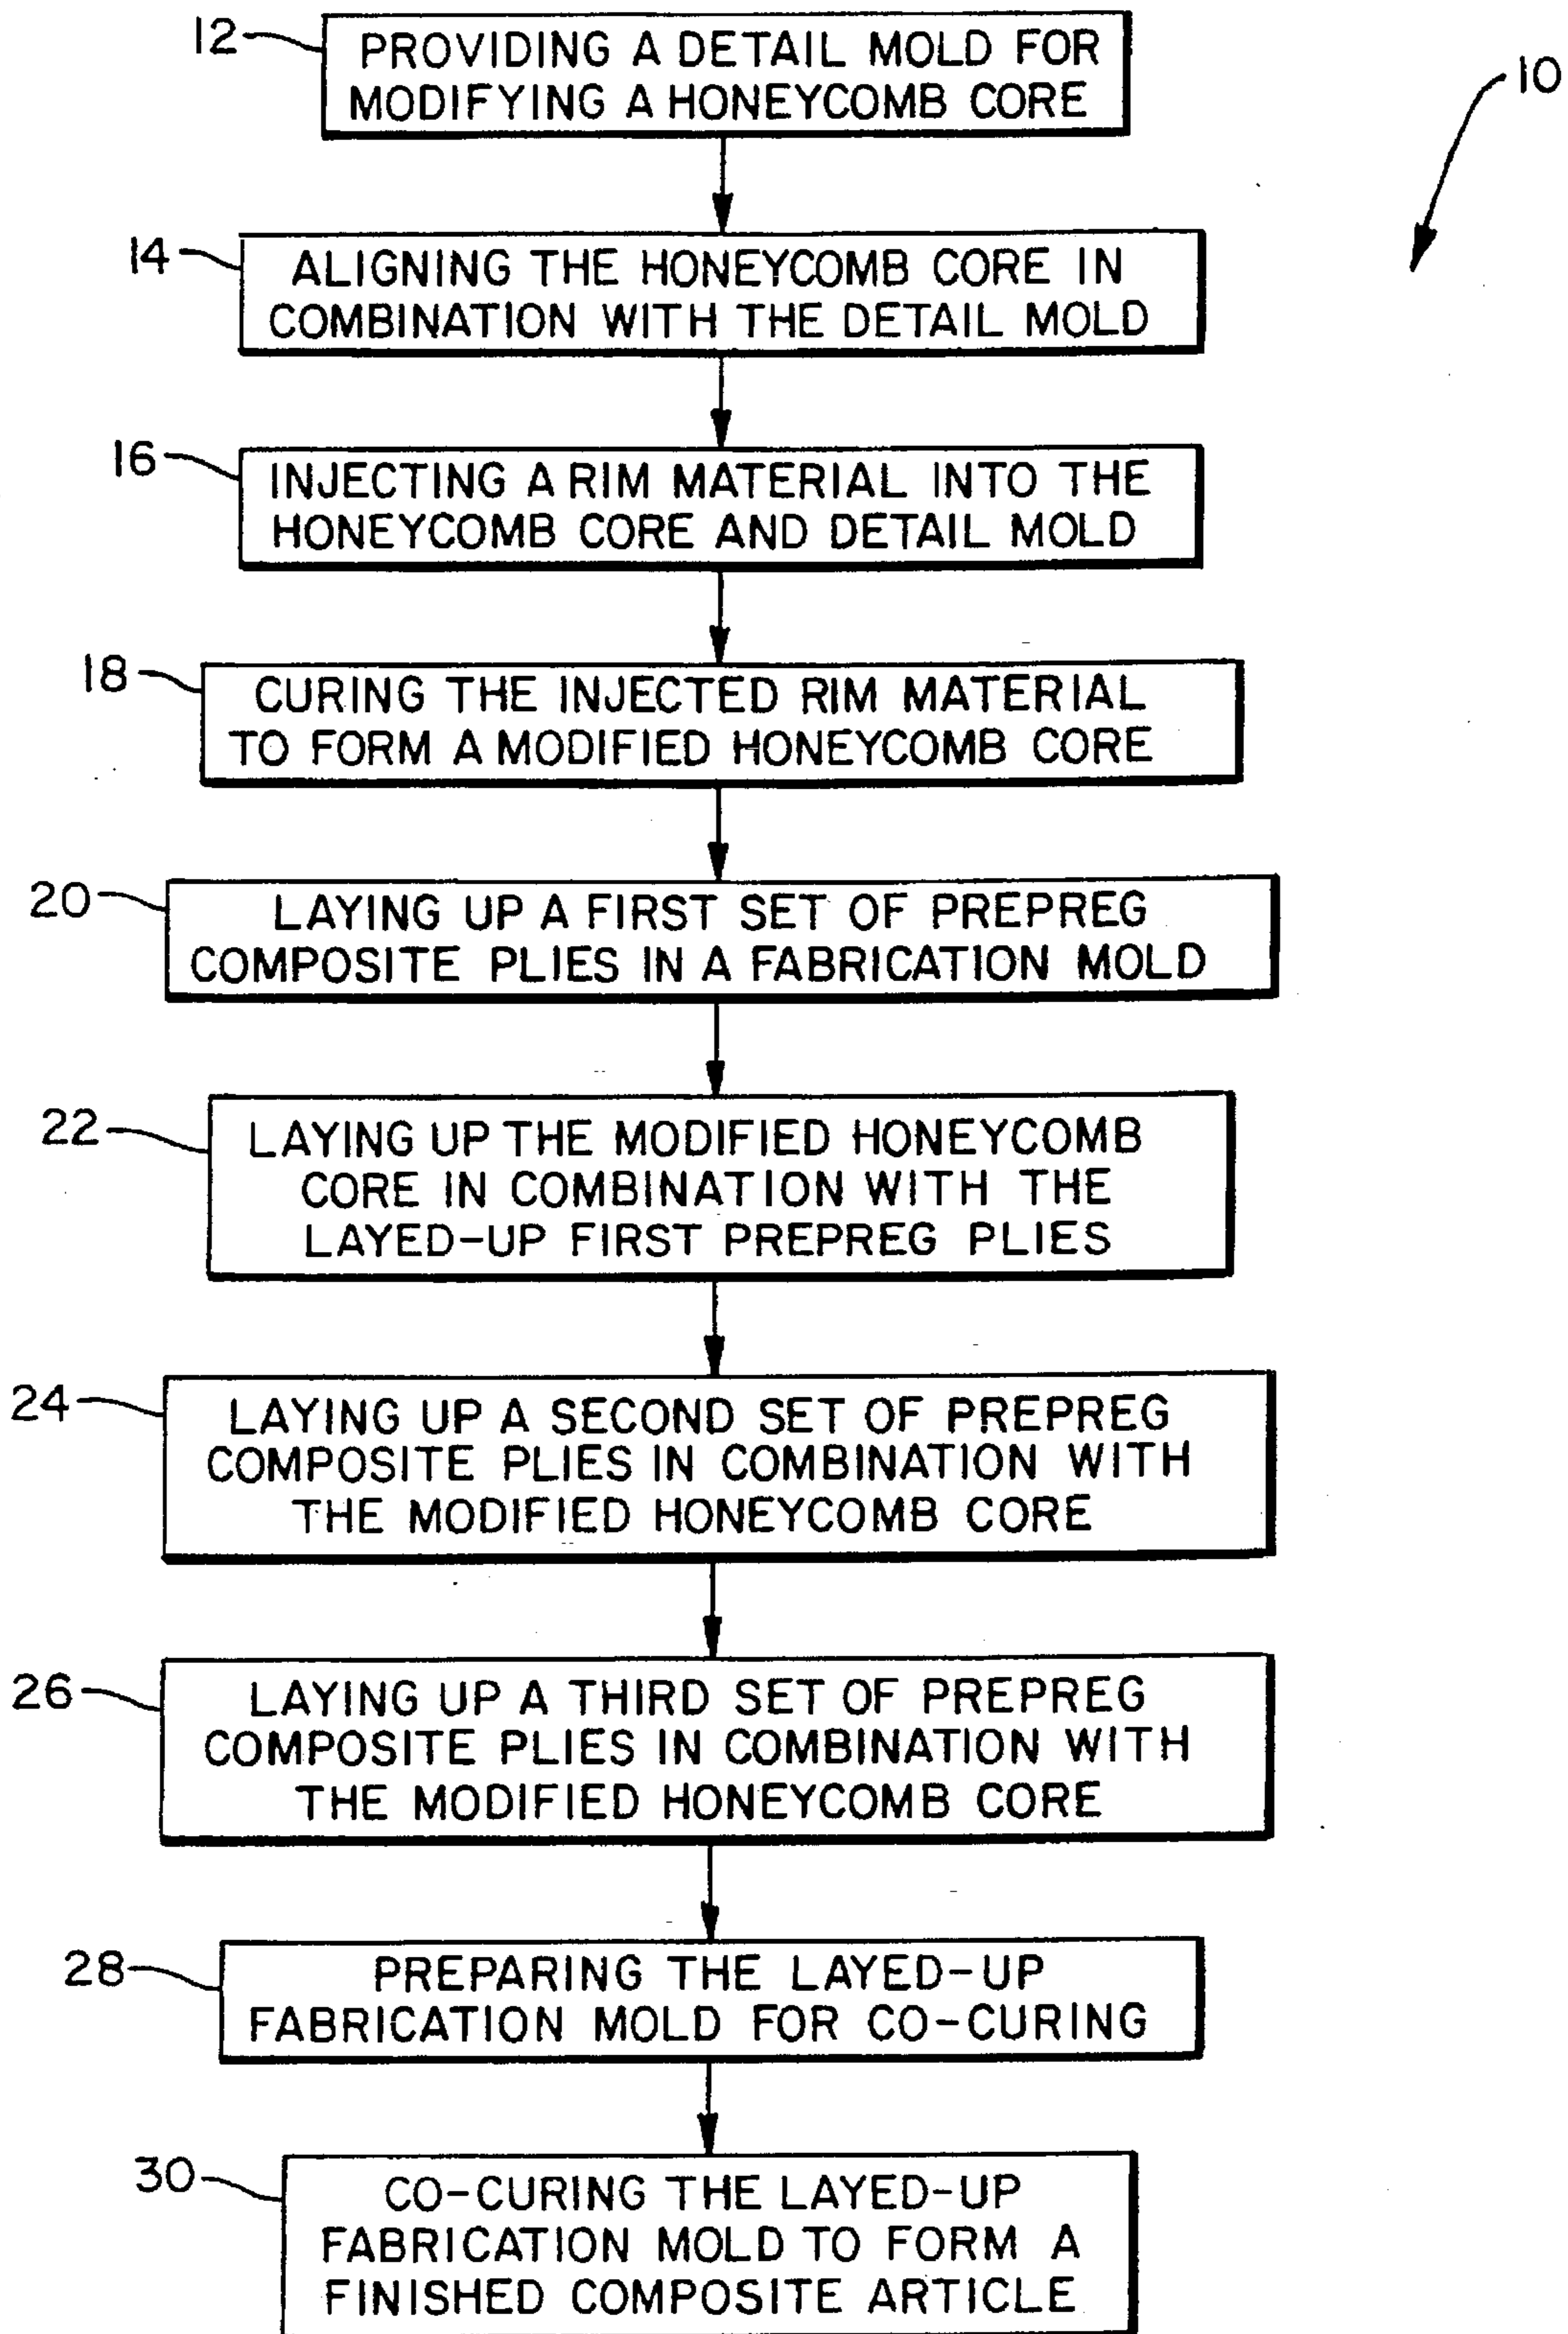 12
PROVIDING A DETAIL MOLD FOR
MODIFYING A HONEYCOMB CORE
10
14
ALIGNING THE HONEYCOMB CORE IN
COMBINATION WITH THE DETAIL MOLD
16
INJECTING A RIM MATERIAL INTO THE
HONEYCOMB CORE AND DETAIL MOLD
18
CURING THE INJECTED RIM MATERIAL
TO FORM A MODIFIED HONEYCOMB CORE
20
LAYING UP A FIRST SET OF PREPREG
COMPOSITE PLIES IN A FABRICATION MOLD
22
LAYING UP THE MODIFIED HONEYCOMB
CORE IN COMBINATION WITH THE
LAYED-UP FIRST PREPREG PLIES
24
LAYING UP A SECOND SET OF PREPREG
COMPOSITE PLIES IN COMBINATION WITH
THE MODIFIED HONEYCOMB CORE
26
LAYING UP A THIRD SET OF PREPREG
COMPOSITE PLIES IN COMBINATION WITH
THE MODIFIED HONEYCOMB CORE
28
PREPARING THE LAYED-UP
FABRICATION MOLD FOR CO-CURING
30
CO-CURING THE LAYED-UP
FABRICATION MOLD TO FORM A
FINISHED COMPOSITE ARTICLE